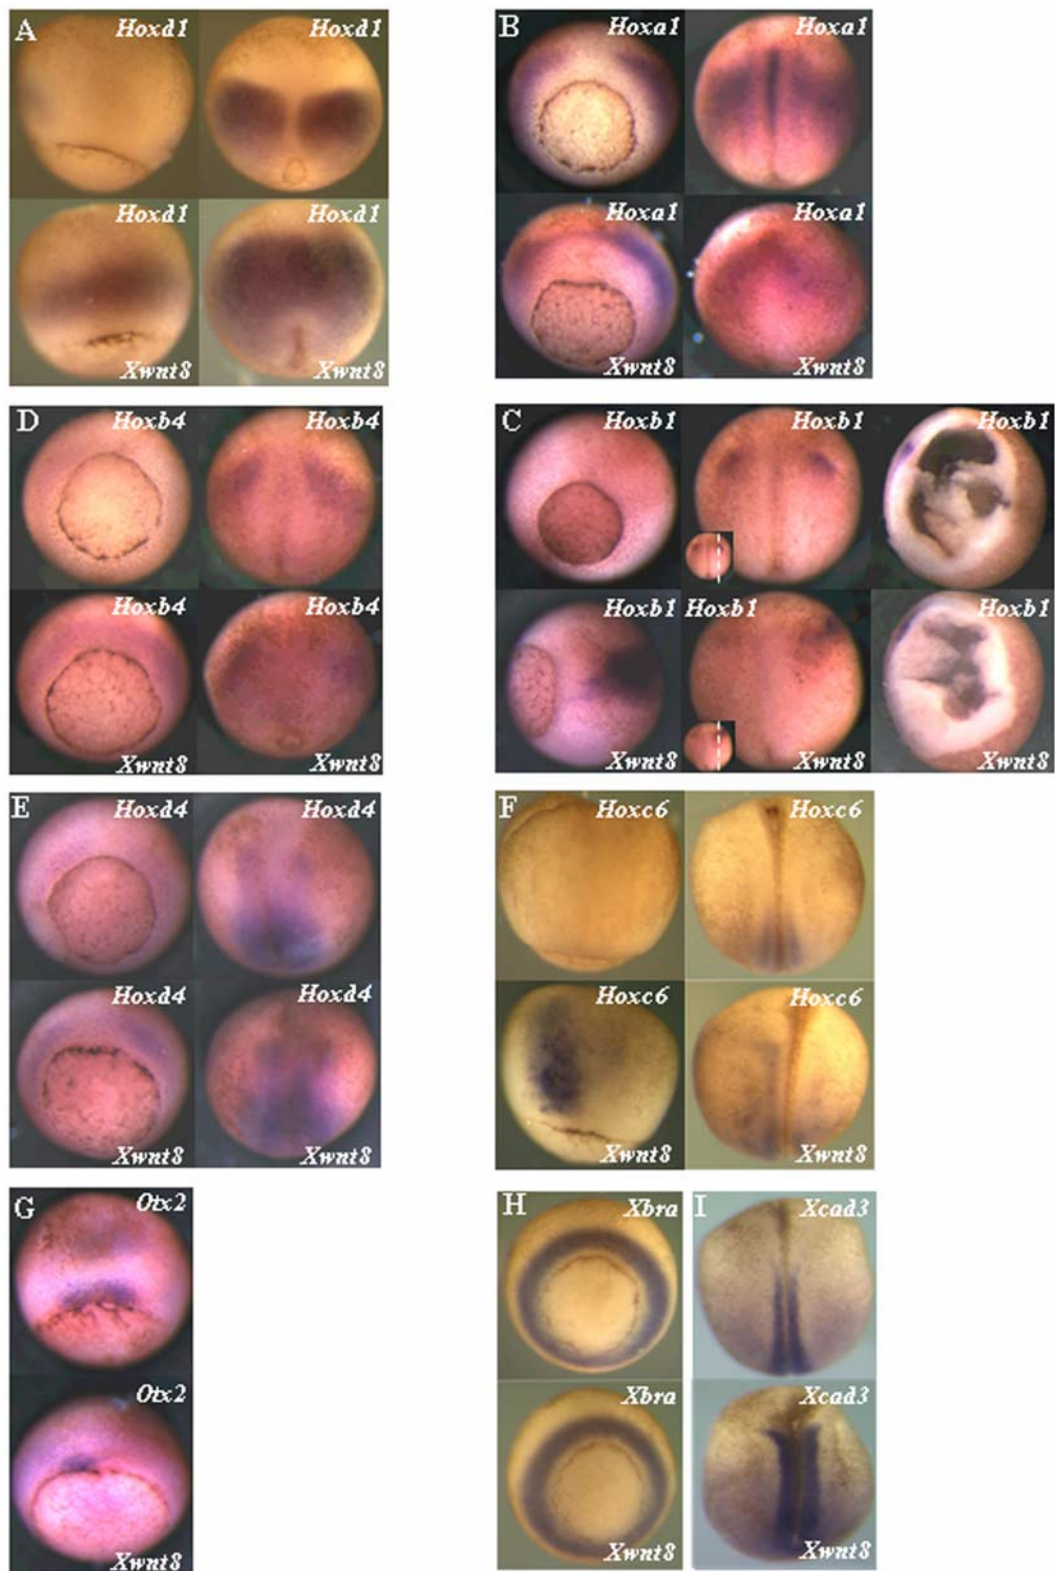 A Hoxd1 Hoxd1
Hoxd1 Hoxd1
Xwnt8 Xwnt8
B Hoxa1 Hoxa1
Hoxa1 Hoxa1
Xwnt8 Xwnt8
D Hoxb4 Hoxb4
Hoxb4 Hoxb4
Xwnt8 Xwnt8
C Hoxb1 Hoxb1 Hoxb1
Hoxb1 Hoxb1 Hoxb1
Xwnt8 Xwnt8 Xwnt8
E Hoxd4 Hoxd4
Hoxd4 Hoxd4
Xwnt8 Xwnt8
F Hoxc6 Hoxc6
Hoxc6 Hoxc6
Xwnt8 Xwnt8
G Otx2
Otx2
Xwnt8
H Xbra I Xcad3
Xbra Xcad3
Xwnt8 Xwnt8